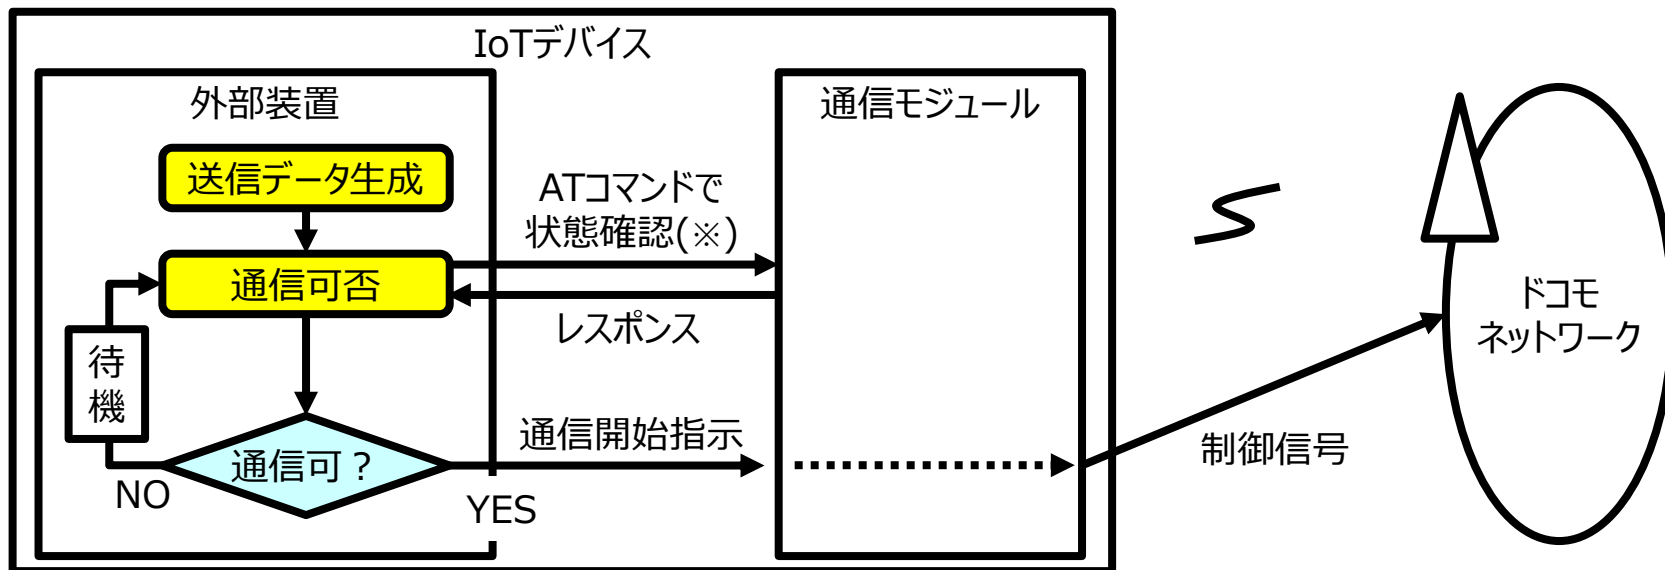 IoTデバイス
外部装置
通信モジュール
送信データ生成
ATコマンドで
状態確認(※)
通信可否
レスポンス
待
機
通信可？
NO
YES
通信開始指示
制御信号
ドコモ
ネットワーク